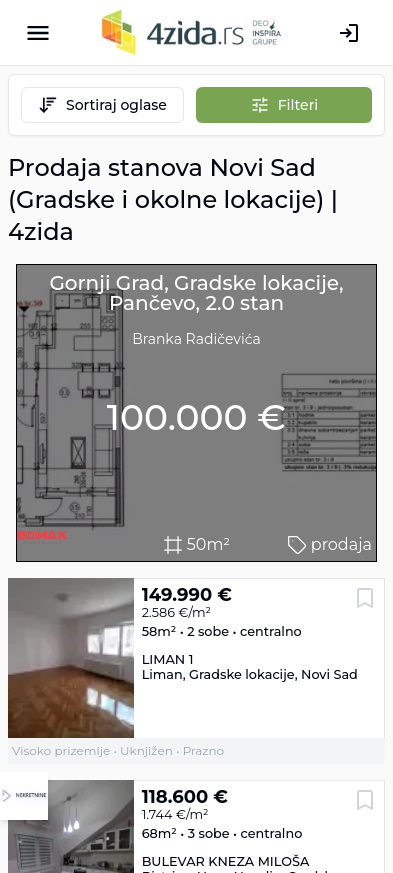 4zida.rs
DEO
INSPIRA
GRUPE
Sortiraj oglase
Filteri
Prodaja stanova Novi Sad
(Gradske i okolne lokacije) |
4zida
Gornji Grad, Gradske lokacije,
Pančevo, 2.0 stan
Branka Radičevića
100.000 €
50m²
prodaja
149.990 €
2.586 €/m²
58m² • 2 sobe • centralno
LIMAN 1
Liman, Gradske lokacije, Novi Sad
Visoko prizemlje • Uknjižen • Prazno
NEKRETNINE
118.600 €
1.744 €/m²
68m² • 3 sobe • centralno
BULEVAR KNEZA MILOŠA